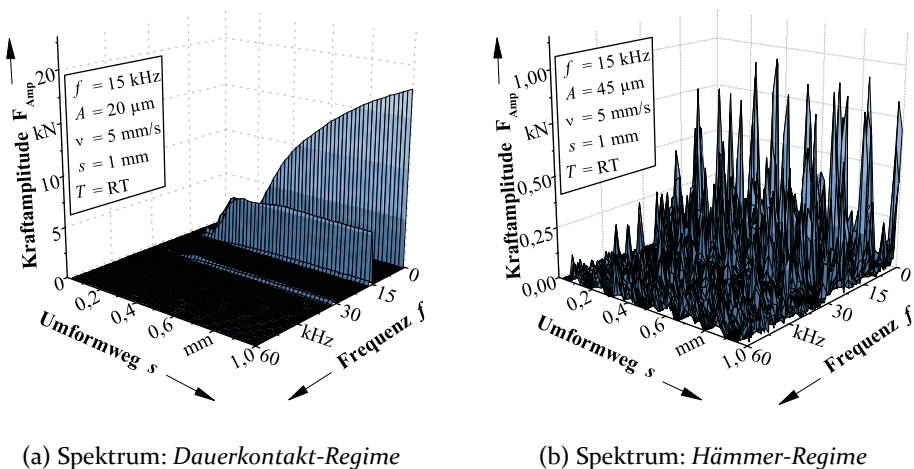 Kraftamplitude F_Amp
20
kN
10
5
0
f = 15 kHz
A = 20 µm
ν = 5 mm/s
s = 1 mm
T = RT
0,2
0,4
0,6
mm
1,0
Umformweg s
60
kHz
30
15
0
Frequenz f
(a) Spektrum: Dauerkontakt-Regime
Kraftamplitude F_Amp
1,00
kN
0,50
0,25
0,00
f = 15 kHz
A = 45 µm
ν = 5 mm/s
s = 1 mm
T = RT
0,2
0,4
0,6
mm
1,0
Umformweg s
60
kHz
30
15
0
Frequenz f
(b) Spektrum: Hämmer-Regime